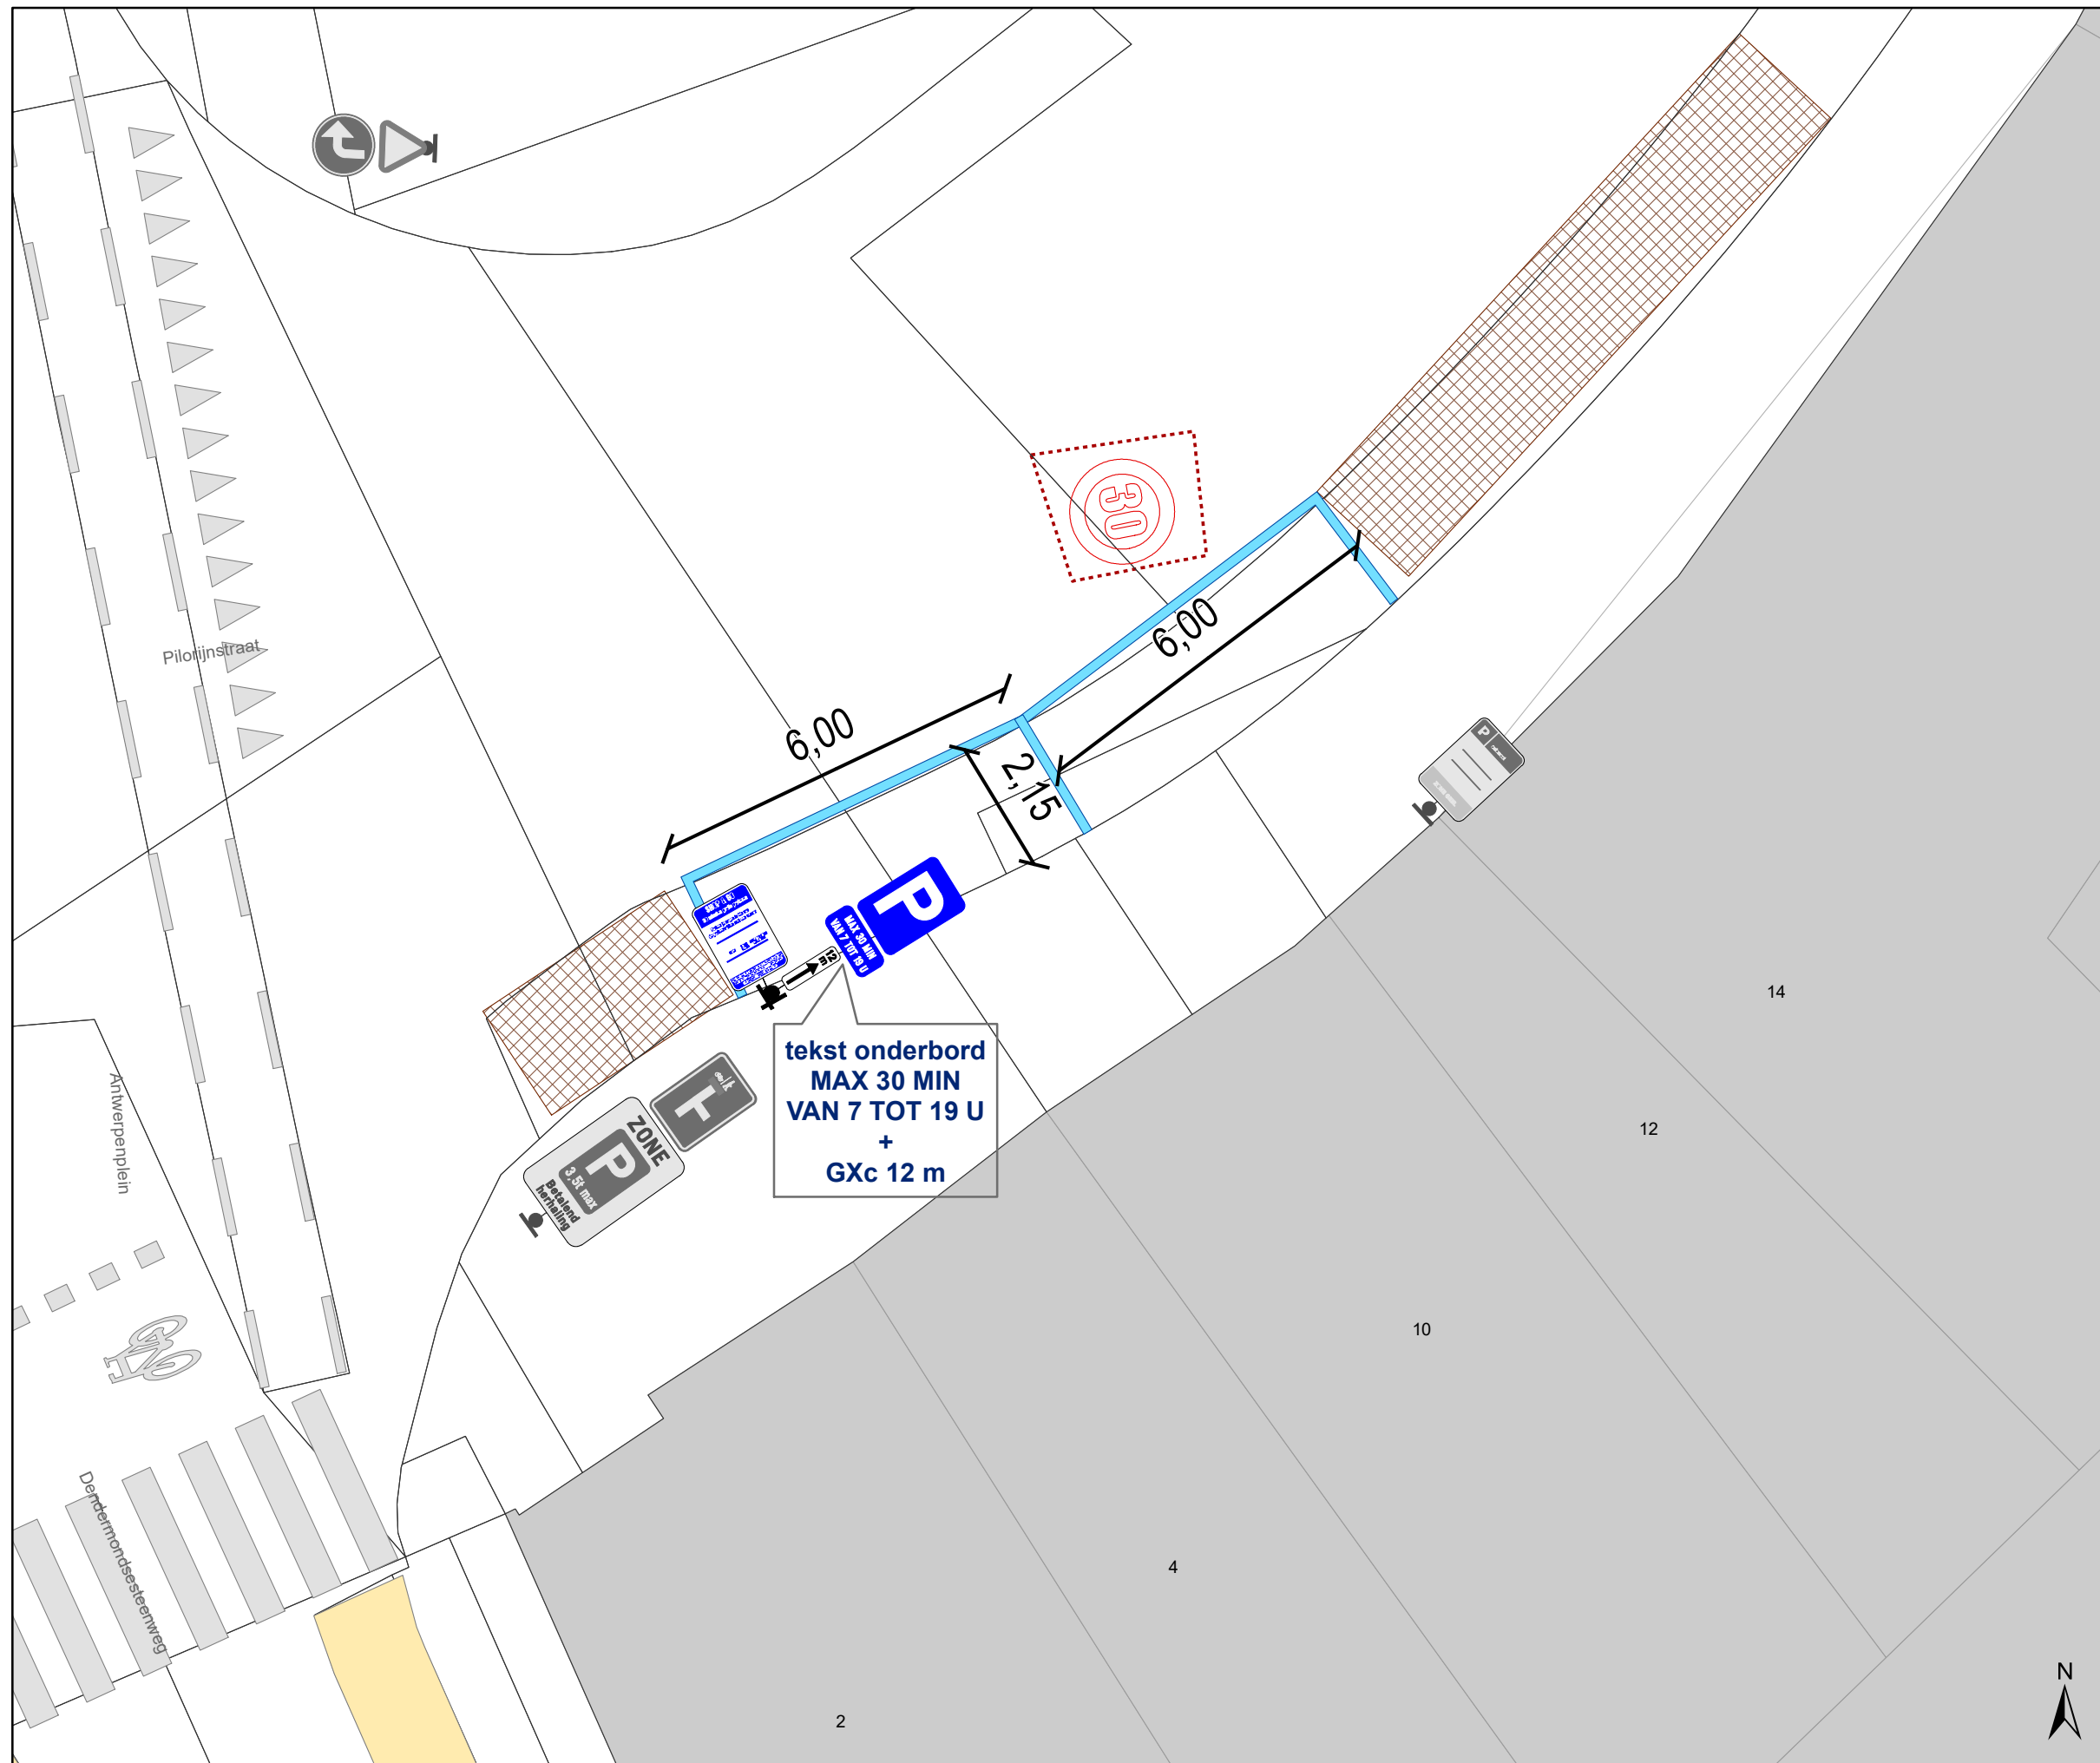 30
Pilorijnstraat
6,00
6,00
2,15
P
P
MAX 30 MIN
VAN 7 TOT 19 U
12 m
tekst onderbord
MAX 30 MIN
VAN 7 TOT 19 U
+
GXc 12 m
ZONE
P
3,5t max
Betalend
herhaling
Antwerpenplein
Dendermondsesteenweg
14
12
10
4
2
N